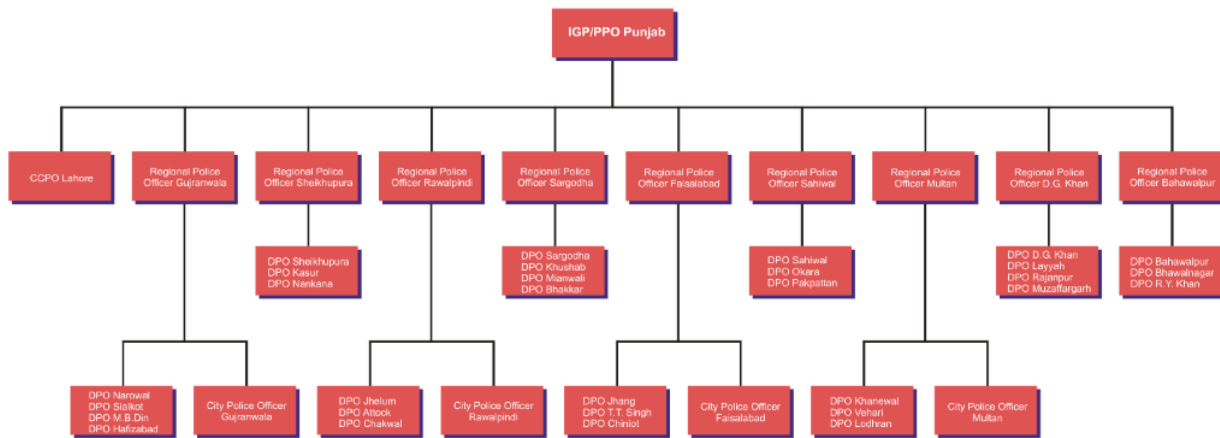 IGP/PPO Punjab
CCPO Lahore
Regional Police
Officer Gujranwala
Regional Police
Officer Sheikhupura
Regional Police
Officer Rawalpindi
Regional Police
Officer Sargodha
Regional Police
Officer Faisalabad
Regional Police
Officer Sahiwal
Regional Police
Officer Multan
Regional Police
Officer D.G. Khan
Regional Police
Officer Bahawalpur
DPO Sheikhupura
DPO Kasur
DPO Nankana
DPO Sargodha
DPO Khushab
DPO Mianwali
DPO Bhakkar
DPO Sahiwal
DPO Okara
DPO Pakpattan
DPO D.G. Khan
DPO Layyah
DPO Rajanpur
DPO Muzaffargarh
DPO Bahawalpur
DPO Bhawalnagar
DPO R.Y. Khan
DPO Narowal
DPO Sialkot
DPO M.B.Din
DPO Hafizabad
City Police Officer
Gujranwala
DPO Jhelum
DPO Attock
DPO Chakwal
City Police Officer
Rawalpindi
DPO Jhang
DPO T.T. Singh
DPO Chiniot
City Police Officer
Faisalabad
DPO Khanewal
DPO Vehari
DPO Lodhran
City Police Officer
Multan